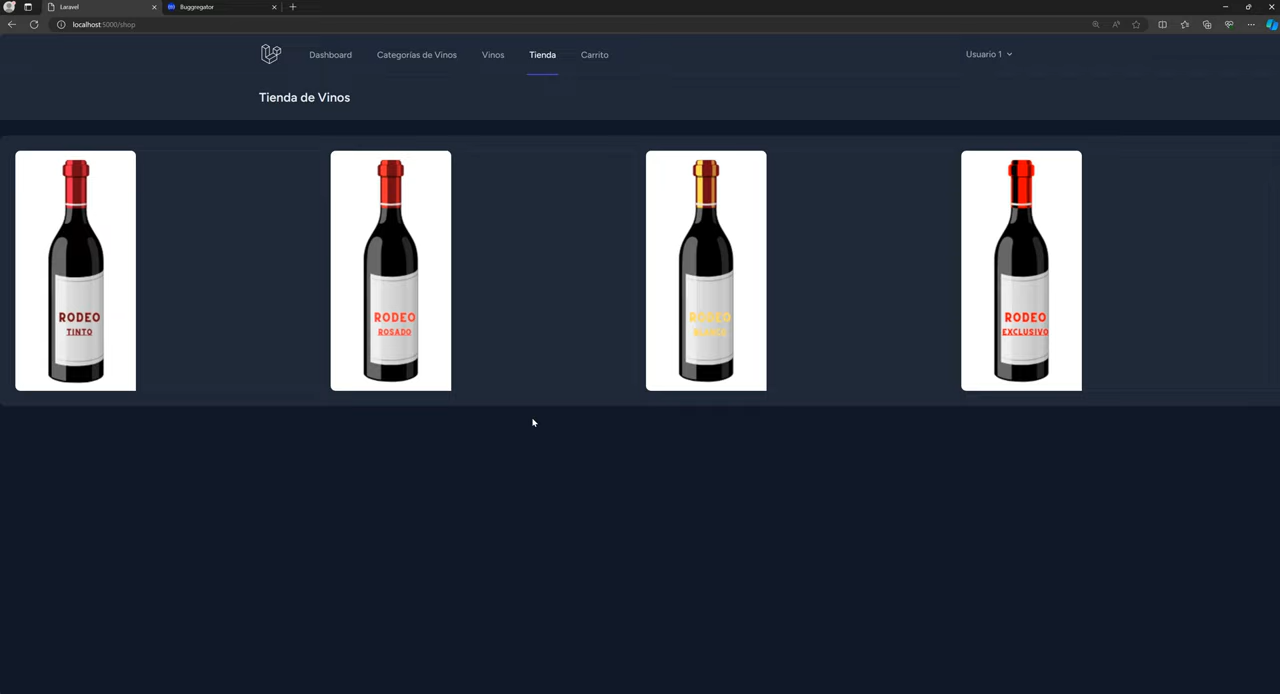 Laravel
Buggregator
localhost:5000/shop
Dashboard
Categorías de Vinos
Vinos
Tienda
Carrito
Usuario 1
Tienda de Vinos
RODEO
TINTO
RODEO
ROSADO
RODEO
BLANCO
RODEO
EXCLUSIVO